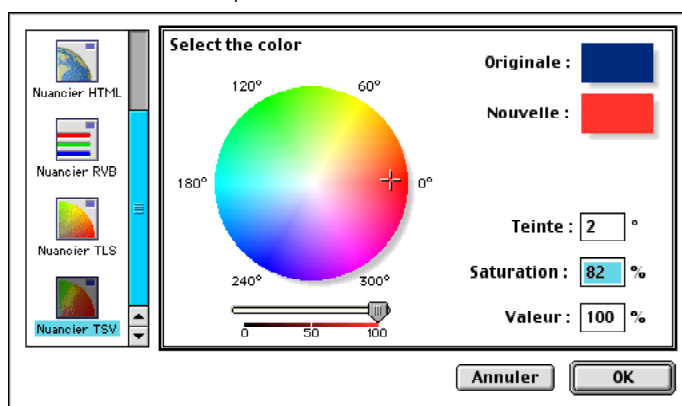 Nuancier HTML
Nuancier RVB
Nuancier TLS
Nuancier TSV
Select the color
120°
60°
180°
0°
240°
300°
0
50
100
Originale :
Nouvelle :
Teinte : 2 °
Saturation : 82 %
Valeur : 100 %
Annuler
OK